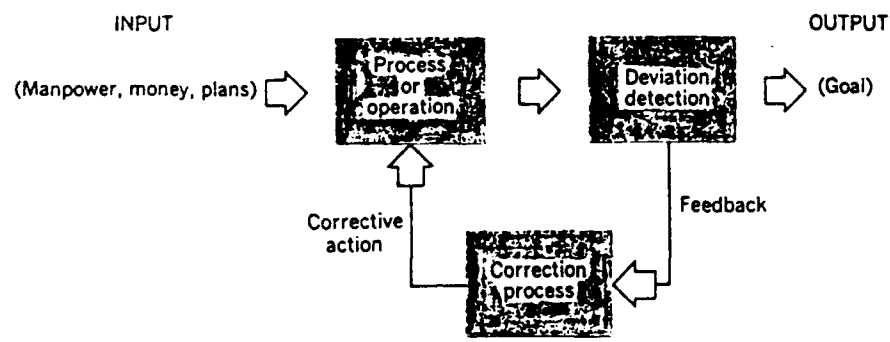 INPUT
OUTPUT
(Manpower, money, plans)
Process
or
operation
Deviation
detection
(Goal)
Feedback
Corrective
action
Correction
process